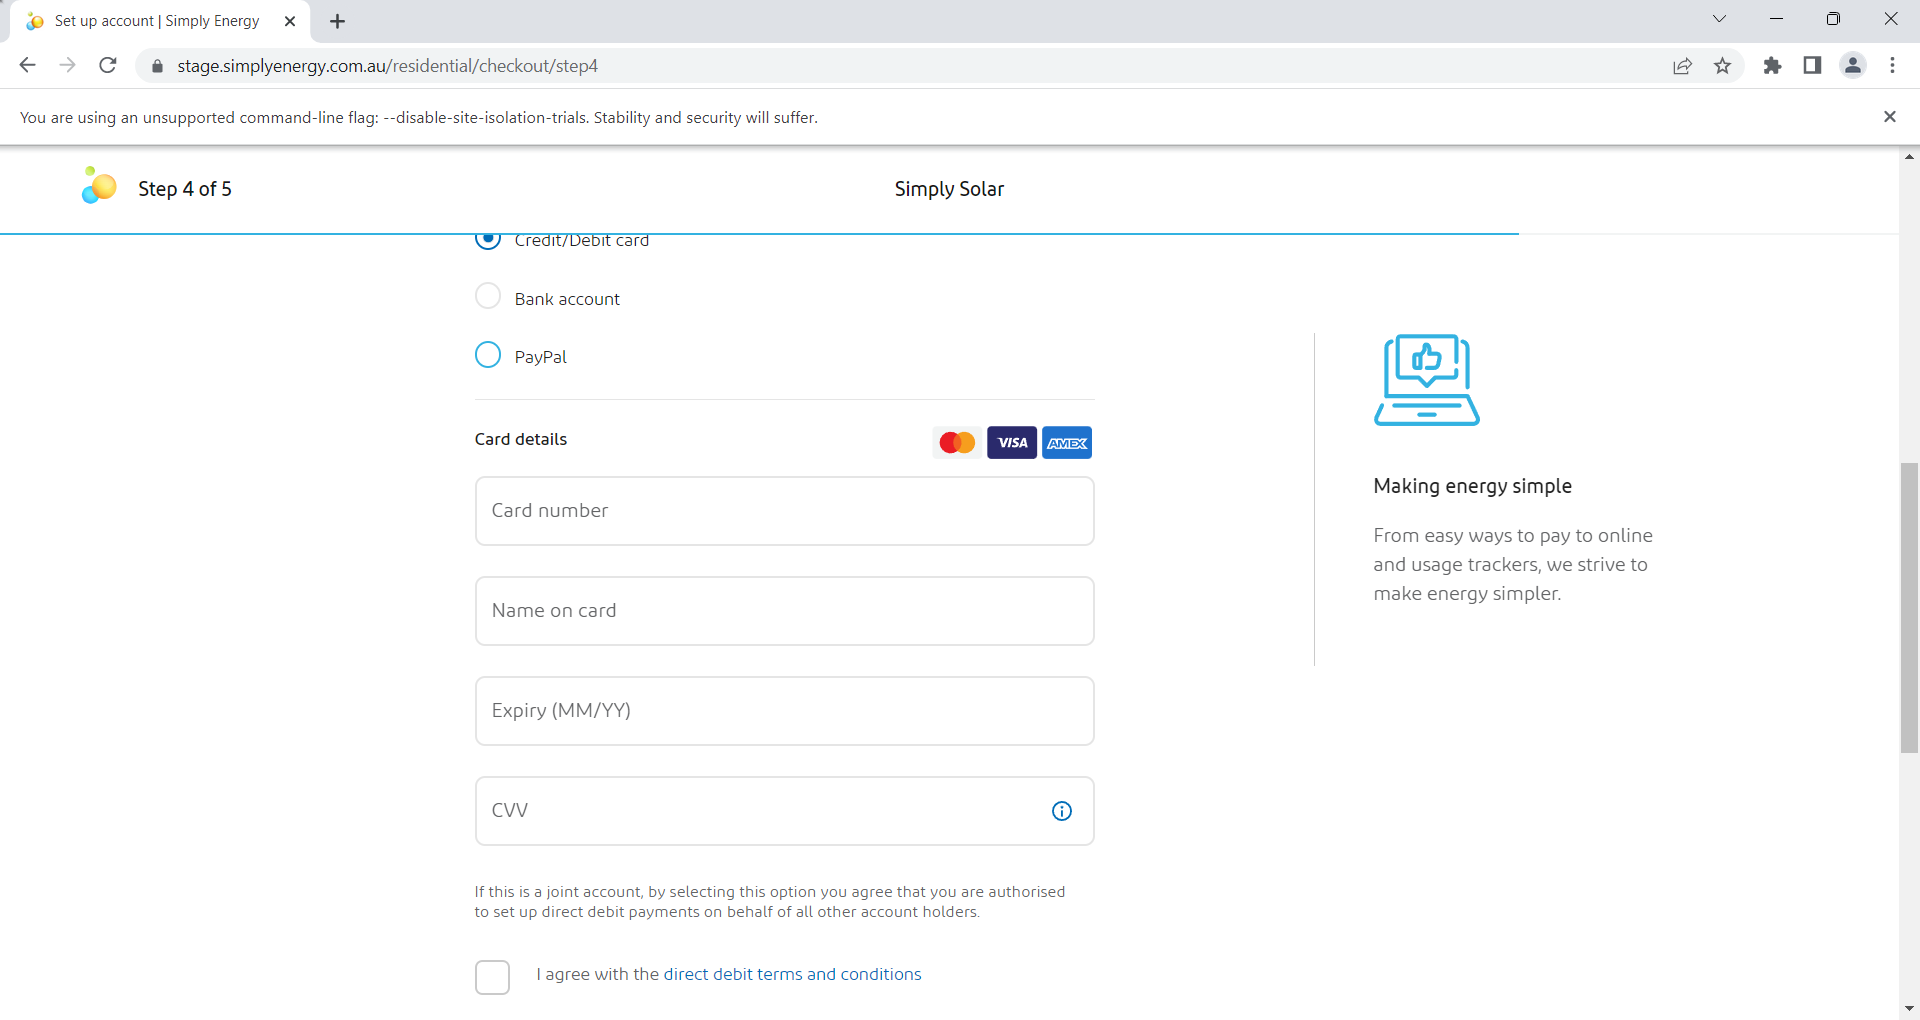 Set up account | Simply Energy
stage.simplyenergy.com.au/residential/checkout/step4
You are using an unsupported command-line flag: --disable-site-isolation-trials. Stability and security will suffer.
Step 4 of 5
Simply Solar
Credit/Debit card
Bank account
PayPal
Card details
VISA
AMEX
Card number
Name on card
Expiry (MM/YY)
CVV
If this is a joint account, by selecting this option you agree that you are authorised
to set up direct debit payments on behalf of all other account holders.
I agree with the direct debit terms and conditions
Making energy simple
From easy ways to pay to online
and usage trackers, we strive to
make energy simpler.